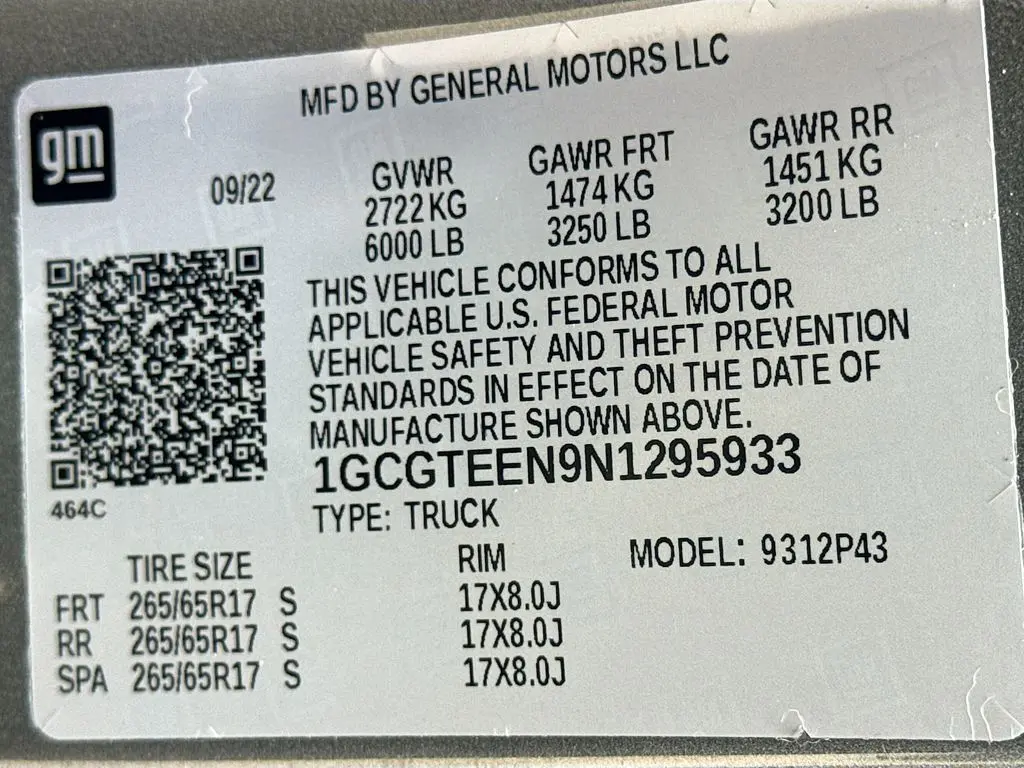 MFD BY GENERAL MOTORS LLC
gm
09/22 GVWR GAWR FRT GAWR RR
2722 KG 1474 KG 1451 KG
6000 LB 3250 LB 3200 LB
THIS VEHICLE CONFORMS TO ALL
APPLICABLE U.S. FEDERAL MOTOR
VEHICLE SAFETY AND THEFT PREVENTION
STANDARDS IN EFFECT ON THE DATE OF
MANUFACTURE SHOWN ABOVE.
1GCGTEEN9N1295933
464C
TYPE: TRUCK
TIRE SIZE RIM MODEL: 9312P43
FRT 265/65R17 S 17X8.0J
RR 265/65R17 S 17X8.0J
SPA 265/65R17 S 17X8.0J